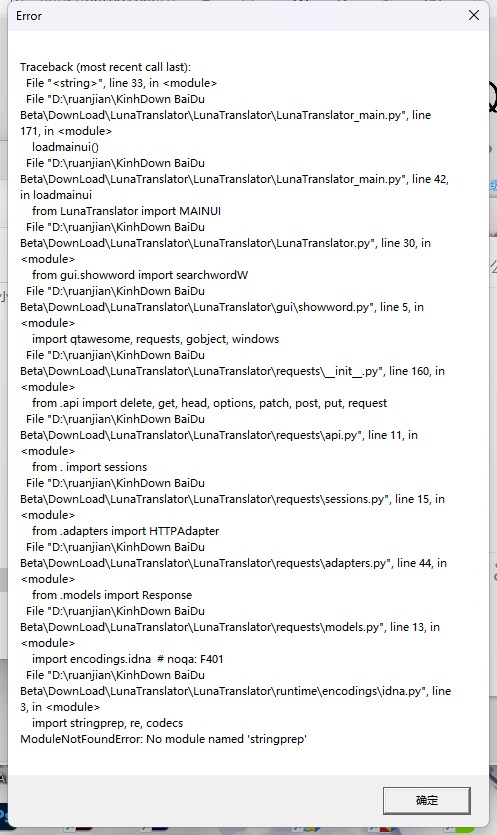 Error
Traceback (most recent call last):
File "<string>", line 33, in <module>
File "D:\ruanjian\KinhDown BaiDu
Beta\DownLoad\LunaTranslator\LunaTranslator\LunaTranslator_main.py", line
171, in <module>
loadmainui()
File "D:\ruanjian\KinhDown BaiDu
Beta\DownLoad\LunaTranslator\LunaTranslator\LunaTranslator_main.py", line 42,
in loadmainui
from LunaTranslator import MAINUI
File "D:\ruanjian\KinhDown BaiDu
Beta\DownLoad\LunaTranslator\LunaTranslator\LunaTranslator.py", line 30, in
<module>
from gui.showword import searchwordW
File "D:\ruanjian\KinhDown BaiDu
Beta\DownLoad\LunaTranslator\LunaTranslator\gui\showword.py", line 5, in
<module>
import qtawesome, requests, gobject, windows
File "D:\ruanjian\KinhDown BaiDu
Beta\DownLoad\LunaTranslator\LunaTranslator\requests\__init__.py", line 160, in
<module>
from .api import delete, get, head, options, patch, post, put, request
File "D:\ruanjian\KinhDown BaiDu
Beta\DownLoad\LunaTranslator\LunaTranslator\requests\api.py", line 11, in
<module>
from . import sessions
File "D:\ruanjian\KinhDown BaiDu
Beta\DownLoad\LunaTranslator\LunaTranslator\requests\sessions.py", line 15, in
<module>
from .adapters import HTTPAdapter
File "D:\ruanjian\KinhDown BaiDu
Beta\DownLoad\LunaTranslator\LunaTranslator\requests\adapters.py", line 44, in
<module>
from .models import Response
File "D:\ruanjian\KinhDown BaiDu
Beta\DownLoad\LunaTranslator\LunaTranslator\requests\models.py", line 13, in
<module>
import encodings.idna  # noqa: F401
File "D:\ruanjian\KinhDown BaiDu
Beta\DownLoad\LunaTranslator\LunaTranslator\runtime\encodings\idna.py", line
3, in <module>
import stringprep, re, codecs
ModuleNotFoundError: No module named 'stringprep'
确定